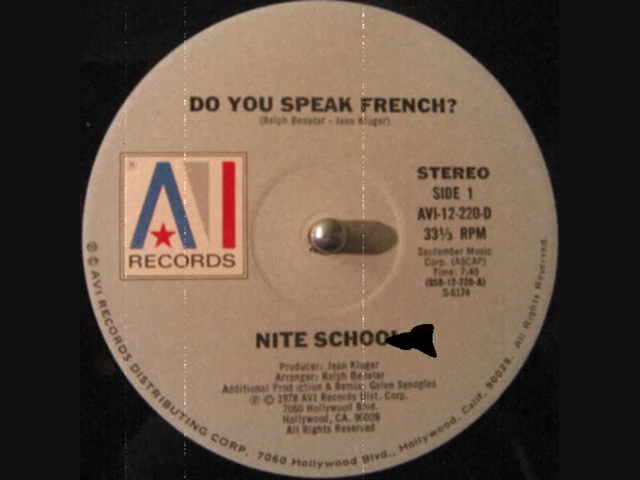 DO YOU SPEAK FRENCH?
(Ralph Benatar - Jean Kluger)
®
AVI
RECORDS
STEREO
SIDE 1
AVI-12-220-D
33⅓ RPM
September Music
Corp. (ASCAP)
Time: 7:40
(858-12-220-A)
S-6174
NITE SCHOOL
Producer: Jean Kluger
Arranger: Ralph Benatar
Additional Production & Remix: Galen Senogles
℗ © 1978 AVI Records Dist. Corp.
7060 Hollywood Blvd.
Hollywood, CA. 90028
All Rights Reserved
℗ © AVI RECORDS DISTRIBUTING CORP. 7060 Hollywood Blvd., Hollywood, Calif. 90028. All Rights Reserved.